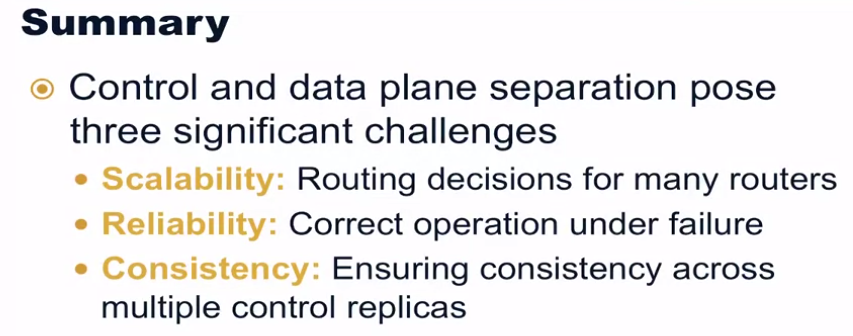 Summary
Control and data plane separation pose
three significant challenges
• Scalability: Routing decisions for many routers
• Reliability: Correct operation under failure
• Consistency: Ensuring consistency across
multiple control replicas